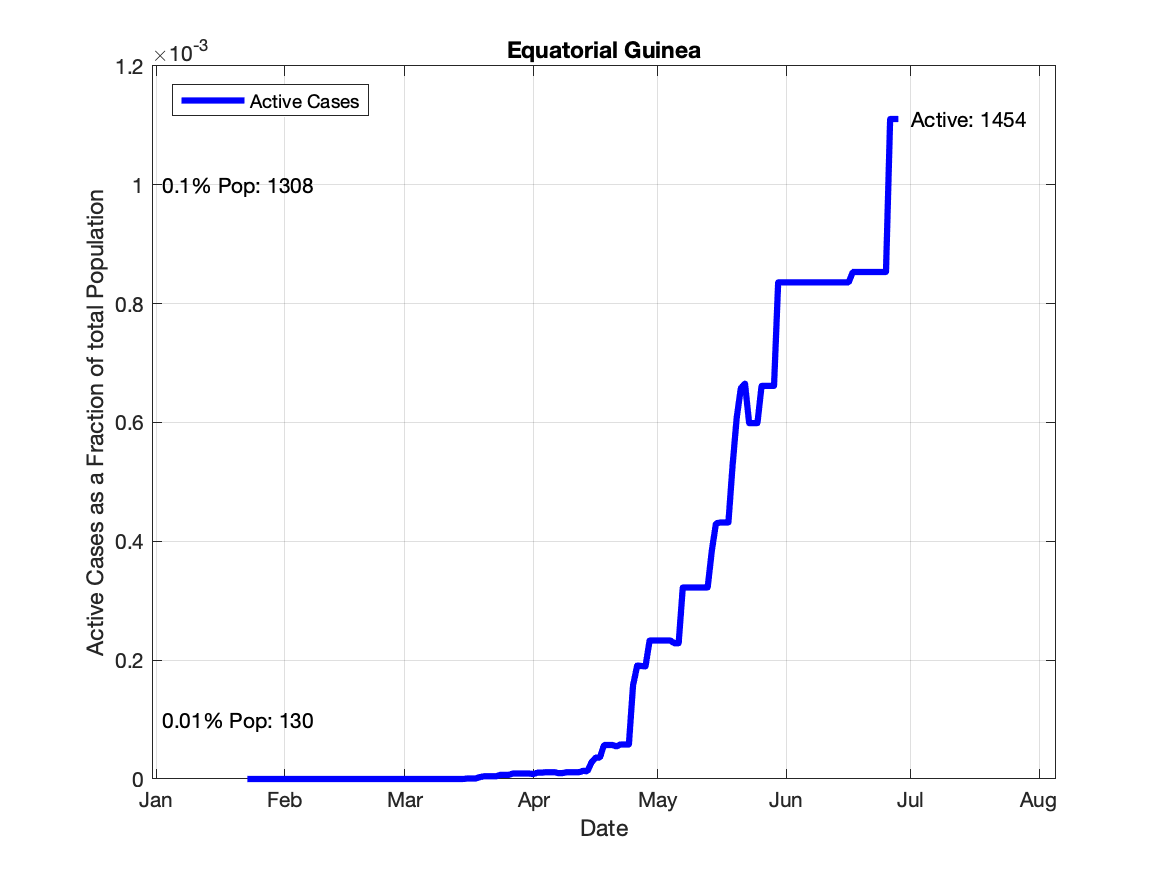 Equatorial Guinea
×10-3
1.2
1
0.8
0.6
0.4
0.2
0
Active Cases
Active: 1454
0.1% Pop: 1308
0.01% Pop: 130
Active Cases as a Fraction of total Population
Jan Feb Mar Apr May Jun Jul Aug
Date